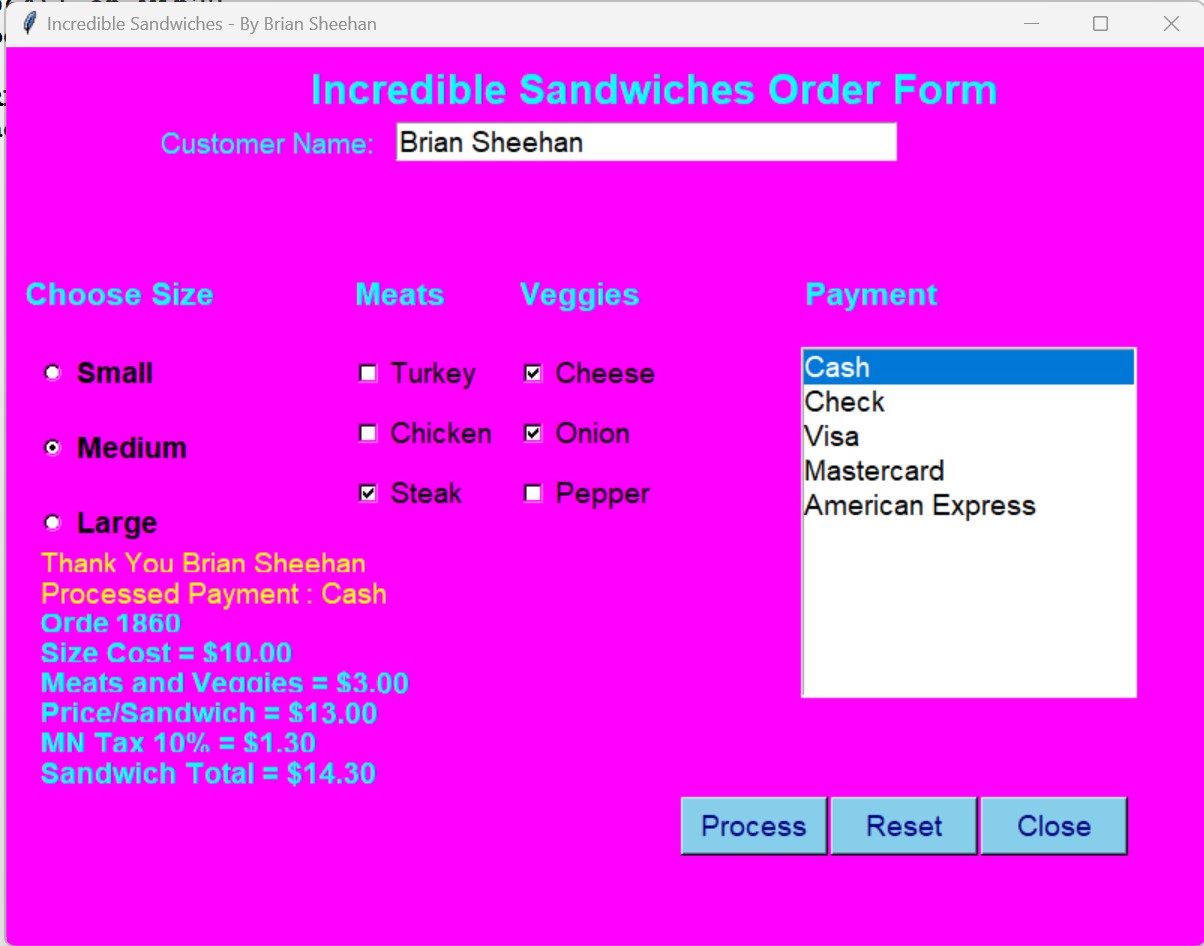 Incredible Sandwiches - By Brian Sheehan
Incredible Sandwiches Order Form
Customer Name: Brian Sheehan
Choose Size Meats Veggies Payment
Small Turkey Cheese Cash
Check
Medium Chicken Onion Visa
Mastercard
Steak Pepper American Express
Large
Thank You Brian Sheehan
Processed Payment : Cash
Orde 1860
Size Cost = $10.00
Meats and Veggies = $3.00
Price/Sandwich = $13.00
MN Tax 10% = $1.30
Sandwich Total = $14.30
Process Reset Close